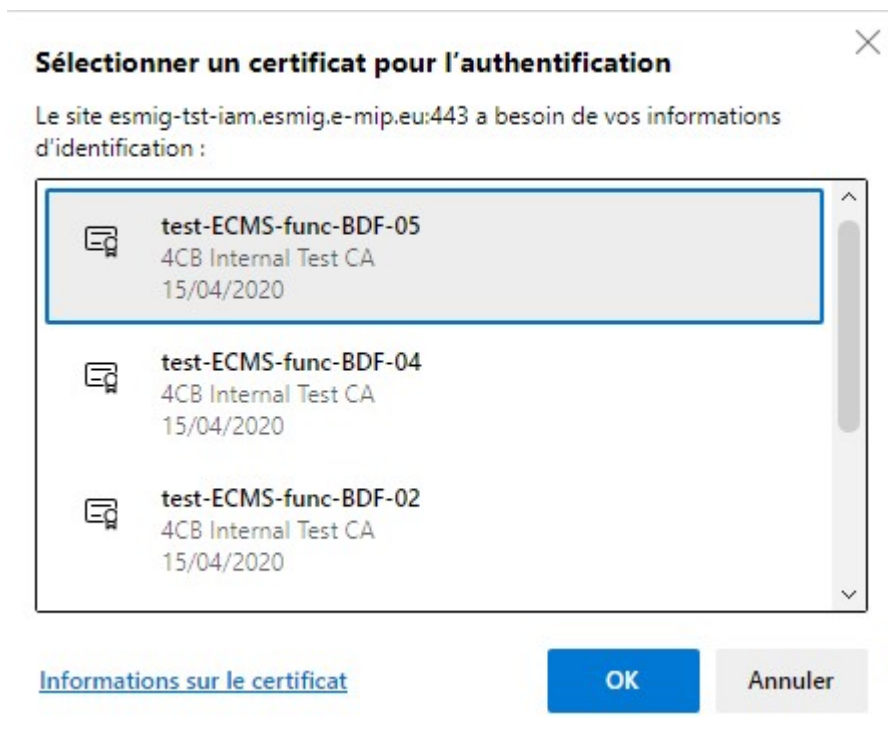 Sélectionner un certificat pour l’authentification
Le site esmig-tst-iam.esmig.e-mip.eu:443 a besoin de vos informations
d'identification :
test-ECMS-func-BDF-05
4CB Internal Test CA
15/04/2020
test-ECMS-func-BDF-04
4CB Internal Test CA
15/04/2020
test-ECMS-func-BDF-02
4CB Internal Test CA
15/04/2020
Informations sur le certificat
OK
Annuler